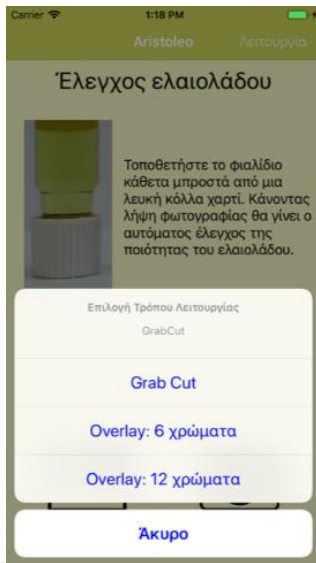 Carrier 1:18 PM
Aristoleo Λειτουργία
Έλεγχος ελαιολάδου
Τοποθετήστε το φιαλίδιο
κάθετα μπροστά από μια
λευκή κόλλα χαρτί. Κάνοντας
λήψη φωτογραφίας θα γίνει ο
αυτόματος έλεγχος της
ποιότητας του ελαιολάδου.
Επιλογή Τρόπου Λειτουργίας
GrabCut
Grab Cut
Overlay: 6 χρώματα
Overlay: 12 χρώματα
Άκυρο